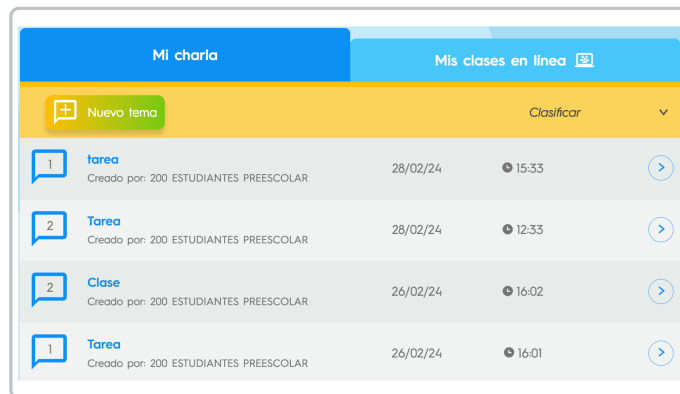 Mi charla
Mis clases en línea
Nuevo tema
Clasificar
1
tarea
Creado por: 200 ESTUDIANTES PREESCOLAR
28/02/24
15:33
2
Tarea
Creado por: 200 ESTUDIANTES PREESCOLAR
28/02/24
12:33
2
Clase
Creado por: 200 ESTUDIANTES PREESCOLAR
26/02/24
16:02
1
Tarea
Creado por: 200 ESTUDIANTES PREESCOLAR
26/02/24
16:01